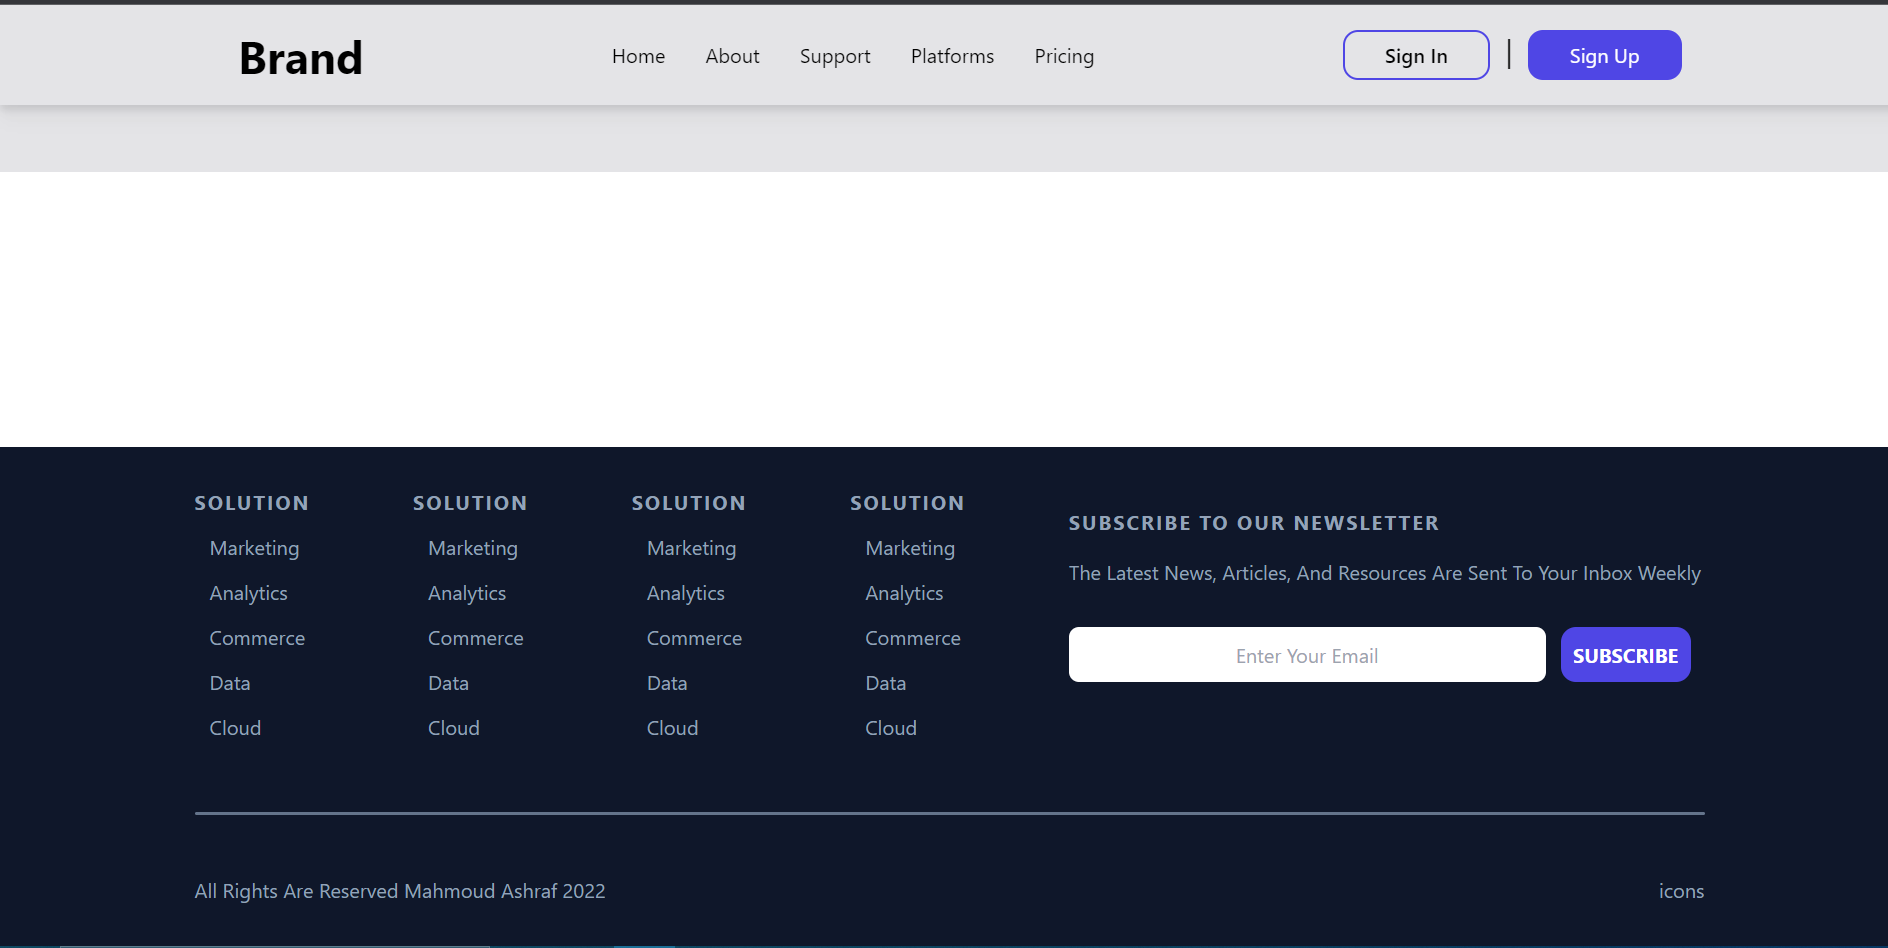 Brand
Home About Support Platforms Pricing
Sign In | Sign Up
SOLUTION
Marketing
Analytics
Commerce
Data
Cloud
SOLUTION
Marketing
Analytics
Commerce
Data
Cloud
SOLUTION
Marketing
Analytics
Commerce
Data
Cloud
SOLUTION
Marketing
Analytics
Commerce
Data
Cloud
SUBSCRIBE TO OUR NEWSLETTER
The Latest News, Articles, And Resources Are Sent To Your Inbox Weekly
Enter Your Email
SUBSCRIBE
All Rights Are Reserved Mahmoud Ashraf 2022
icons